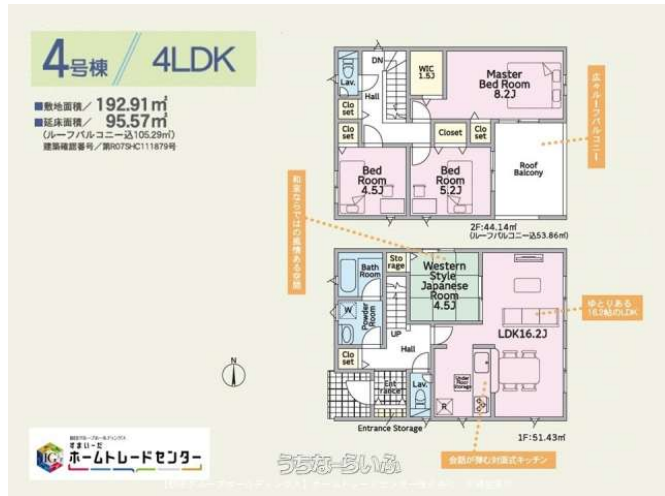 4号棟 / 4LDK
■敷地面積／192.91㎡
■延床面積／95.57㎡
(ルーフバルコニー込105.29㎡)
建築確認番号／第R07SHC111879号
Lav.
DN
Hall
WIC
1.5J
Master
Bed Room
8.2J
Clo
set
Clo
set
Closet
Clo
set
Bed
Room
4.5J
Bed
Room
5.2J
Roof
Balcony
広々ルーフバルコニー
2F:44.14㎡
(ルーフバルコニー込53.86㎡)
和室ならではの風情ある空間
Bath
Room
Sto
rage
Western
Style
Japanese
Room
4.5J
W
Powder
Room
UP
Hall
Clo
set
Ent
rance
Lav.
Under
Floor
Storage
R
LDK16.2J
ゆとりある
16.2帖のLDK
Entrance Storage
1F:51.43㎡
会話が弾む対面式キッチン
N
すまいーだ
ホームトレードセンター
うちなーらいふ